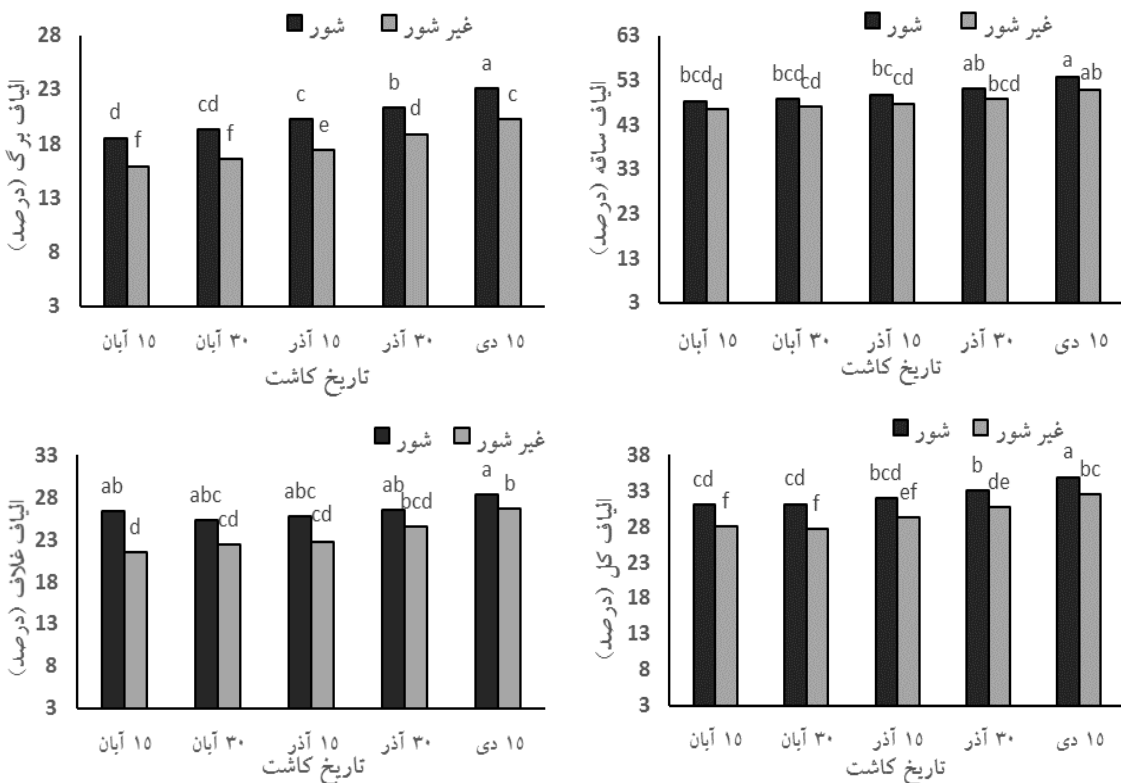 شور غیر شور
الیاف برگ (درصد)
28
23
18
13
8
3
d f cd f c e b d a c
۱۵ آبان ۳۰ آبان ۱۵ آذر ۳۰ آذر ۱۵ دی
تاریخ کاشت
شور غیر شور
الیاف ساقه (درصد)
63
53
43
33
23
13
3
bcd d bcd cd bc cd ab bcd a ab
۱۵ آبان ۳۰ آبان ۱۵ آذر ۳۰ آذر ۱۵ دی
تاریخ کاشت
شور غیر شور
الیاف غلاف (درصد)
33
28
23
18
13
8
3
ab d abc cd abc cd ab bcd a b
۱۵ آبان ۳۰ آبان ۱۵ آذر ۳۰ آذر ۱۵ دی
تاریخ کاشت
شور غیر شور
الیاف کل (درصد)
38
33
28
23
18
13
8
3
cd f cd f bcd ef b de a bc
۱۵ آبان ۳۰ آبان ۱۵ آذر ۳۰ آذر ۱۵ دی
تاریخ کاشت